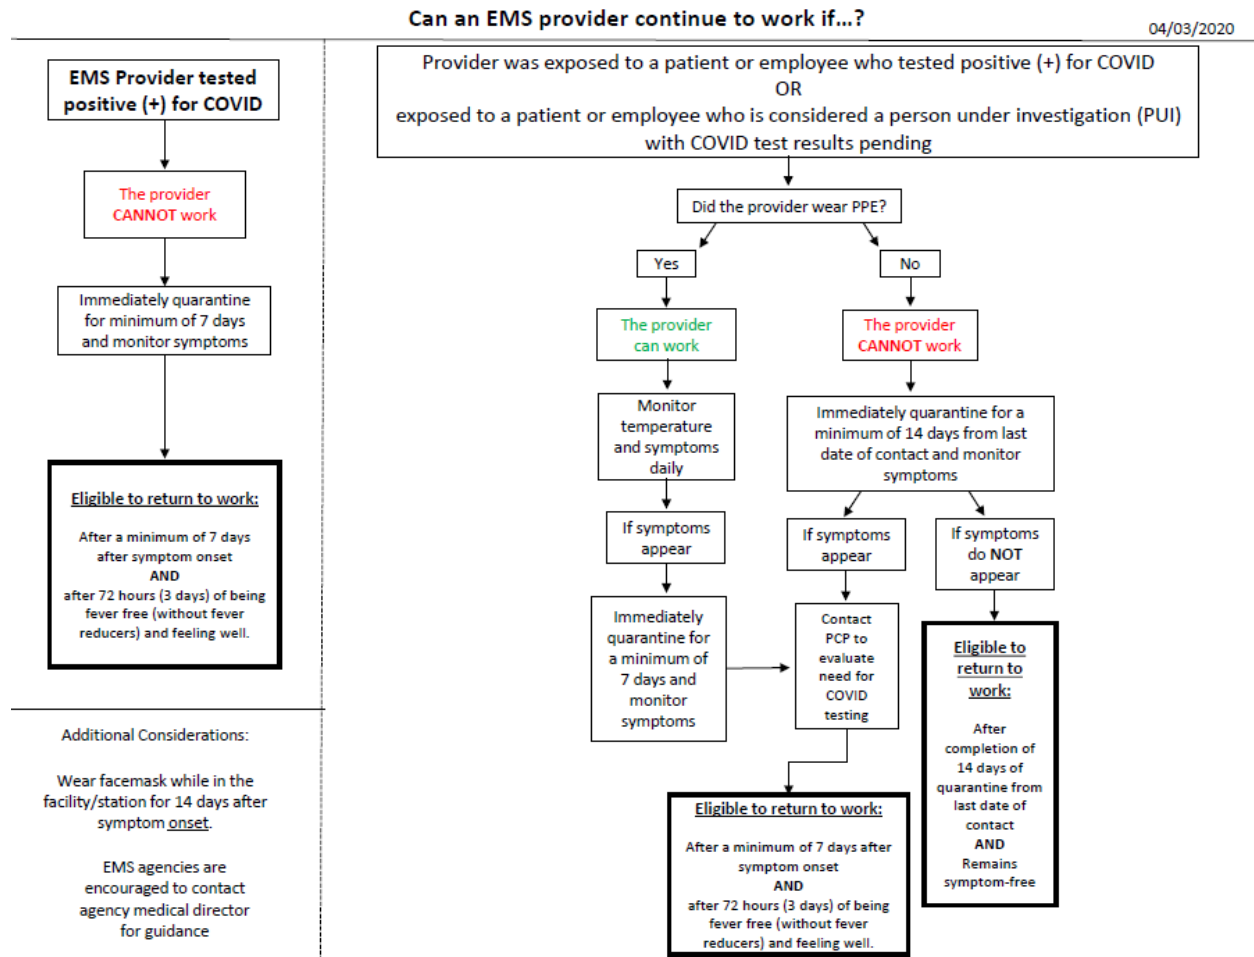 Can an EMS provider continue to work if...?
04/03/2020
EMS Provider tested
positive (+) for COVID
The provider
CANNOT work
Immediately quarantine
for minimum of 7 days
and monitor symptoms
Eligible to return to work:
After a minimum of 7 days
after symptom onset
AND
after 72 hours (3 days) of being
fever free (without fever
reducers) and feeling well.
Additional Considerations:
Wear facemask while in the
facility/station for 14 days after
symptom onset.
EMS agencies are
encouraged to contact
agency medical director
for guidance
Provider was exposed to a patient or employee who tested positive (+) for COVID
OR
exposed to a patient or employee who is considered a person under investigation (PUI)
with COVID test results pending
Did the provider wear PPE?
Yes
The provider
can work
Monitor
temperature
and symptoms
daily
If symptoms
appear
Immediately
quarantine for
a minimum of
7 days and
monitor
symptoms
No
The provider
CANNOT work
Immediately quarantine for a
minimum of 14 days from last
date of contact and monitor
symptoms
If symptoms
appear
Contact
PCP to
evaluate
need for
COVID
testing
Eligible to return to work:
After a minimum of 7 days after
symptom onset
AND
after 72 hours (3 days) of being
fever free (without fever
reducers) and feeling well.
If symptoms
do NOT
appear
Eligible to
return to
work:
After
completion of
14 days of
quarantine from
last date of
contact
AND
Remains
symptom-free